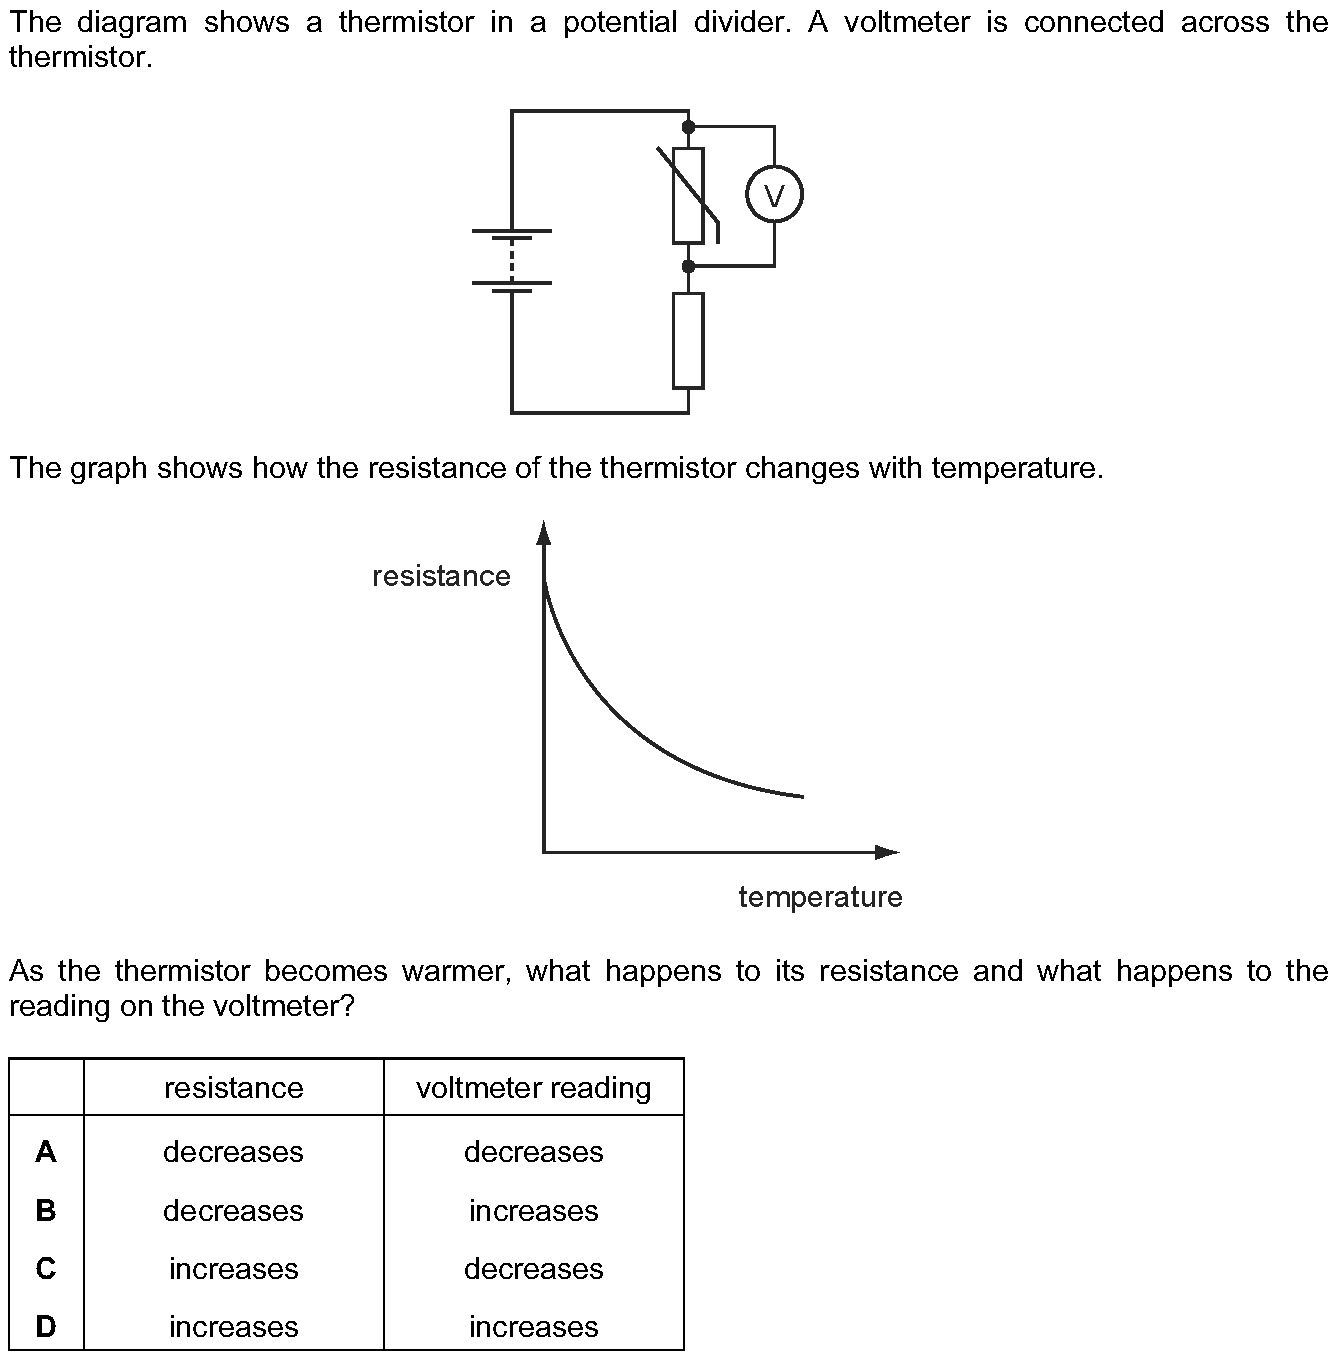 The diagram shows a thermistor in a potential divider. A voltmeter is connected across the
thermistor.
V
The graph shows how the resistance of the thermistor changes with temperature.
resistance
temperature
As the thermistor becomes warmer, what happens to its resistance and what happens to the
reading on the voltmeter?
resistance voltmeter reading
A decreases decreases
B decreases increases
C increases decreases
D increases increases